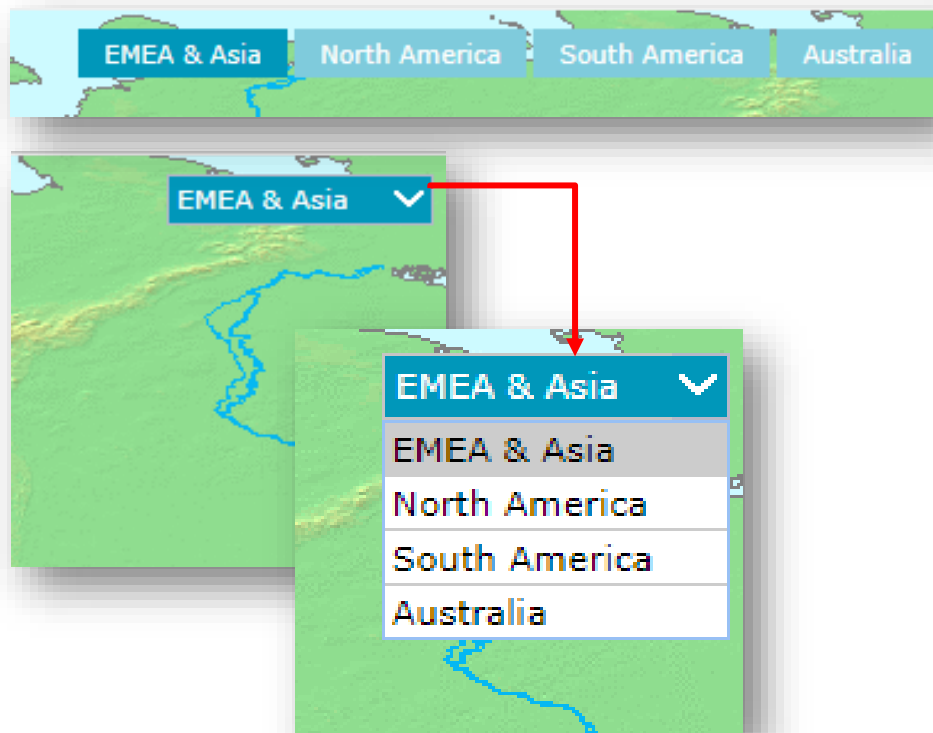 EMEA & Asia North America South America Australia
EMEA & Asia
EMEA & Asia
EMEA & Asia
North America
South America
Australia